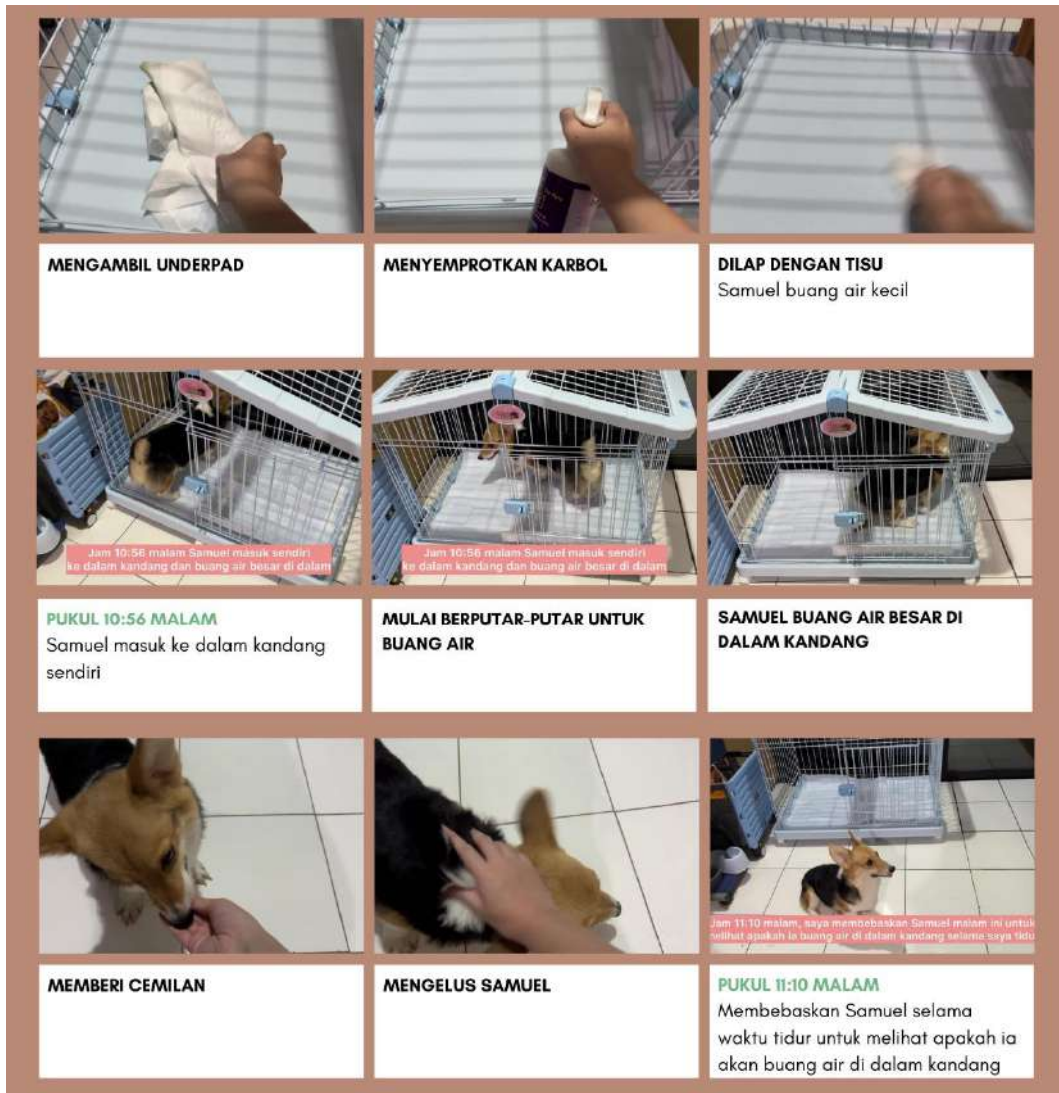 MENGAMBIL UNDERPAD
MENYEMPROTKAN KARBOL
DILAP DENGAN TISU
Samuel buang air kecil
Jam 10:56 malam Samuel masuk sendiri
ke dalam kandang dan buang air besar di dalam
Jam 10:56 malam Samuel masuk sendiri
ke dalam kandang dan buang air besar di dalam
PUKUL 10:56 MALAM
Samuel masuk ke dalam kandang
sendiri
MULAI BERPUTAR-PUTAR UNTUK
BUANG AIR
SAMUEL BUANG AIR BESAR DI
DALAM KANDANG
Jam 11:10 malam, saya membebaskan Samuel malam ini untuk
melihat apakah ia buang air di dalam kandang selama saya tidu
MEMBERI CEMILAN
MENGELUS SAMUEL
PUKUL 11:10 MALAM
Membebaskan Samuel selama
waktu tidur untuk melihat apakah ia
akan buang air di dalam kandang